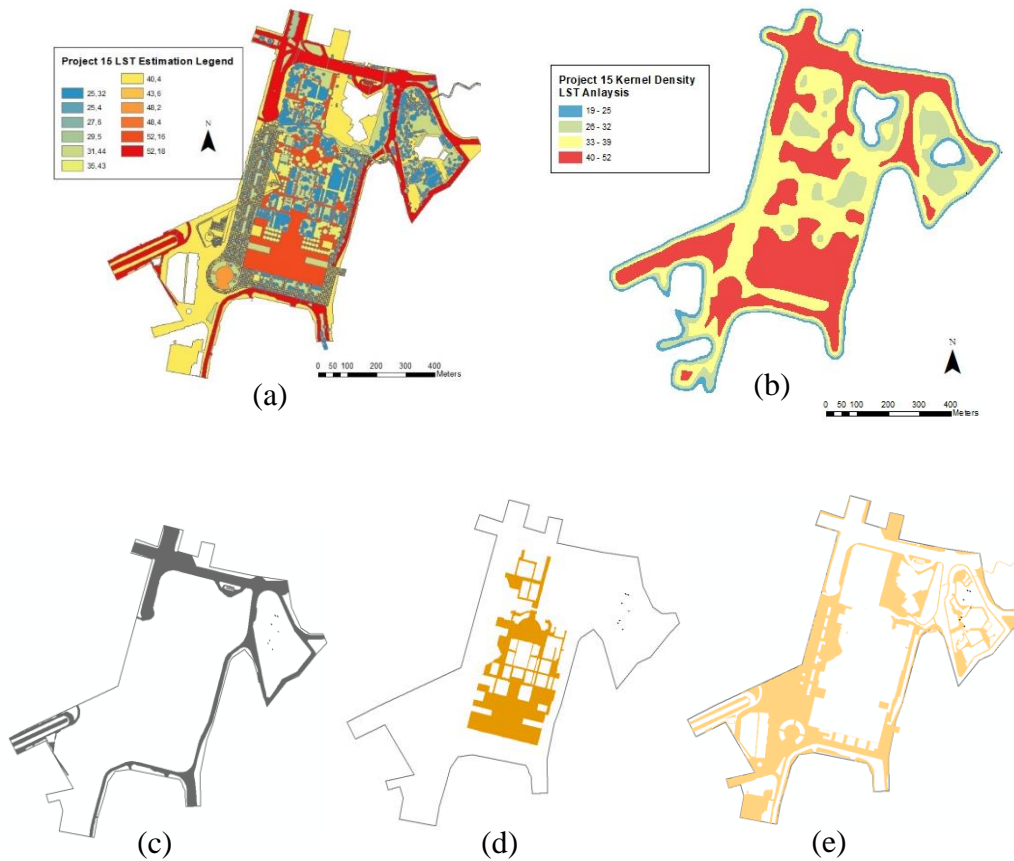 Project 15 LST Estimation Legend
25,32
25,4
27,6
29,5
31,44
35,43
40,4
43,6
48,2
48,4
52,16
52,18
N
0 50 100 200 300 400
Meters
(a)
Project 15 Kernel Density
LST Anlaysis
19 - 25
26 - 32
33 - 39
40 - 52
N
0 50 100 200 300 400
Meters
(b)
(c)
(d)
(e)